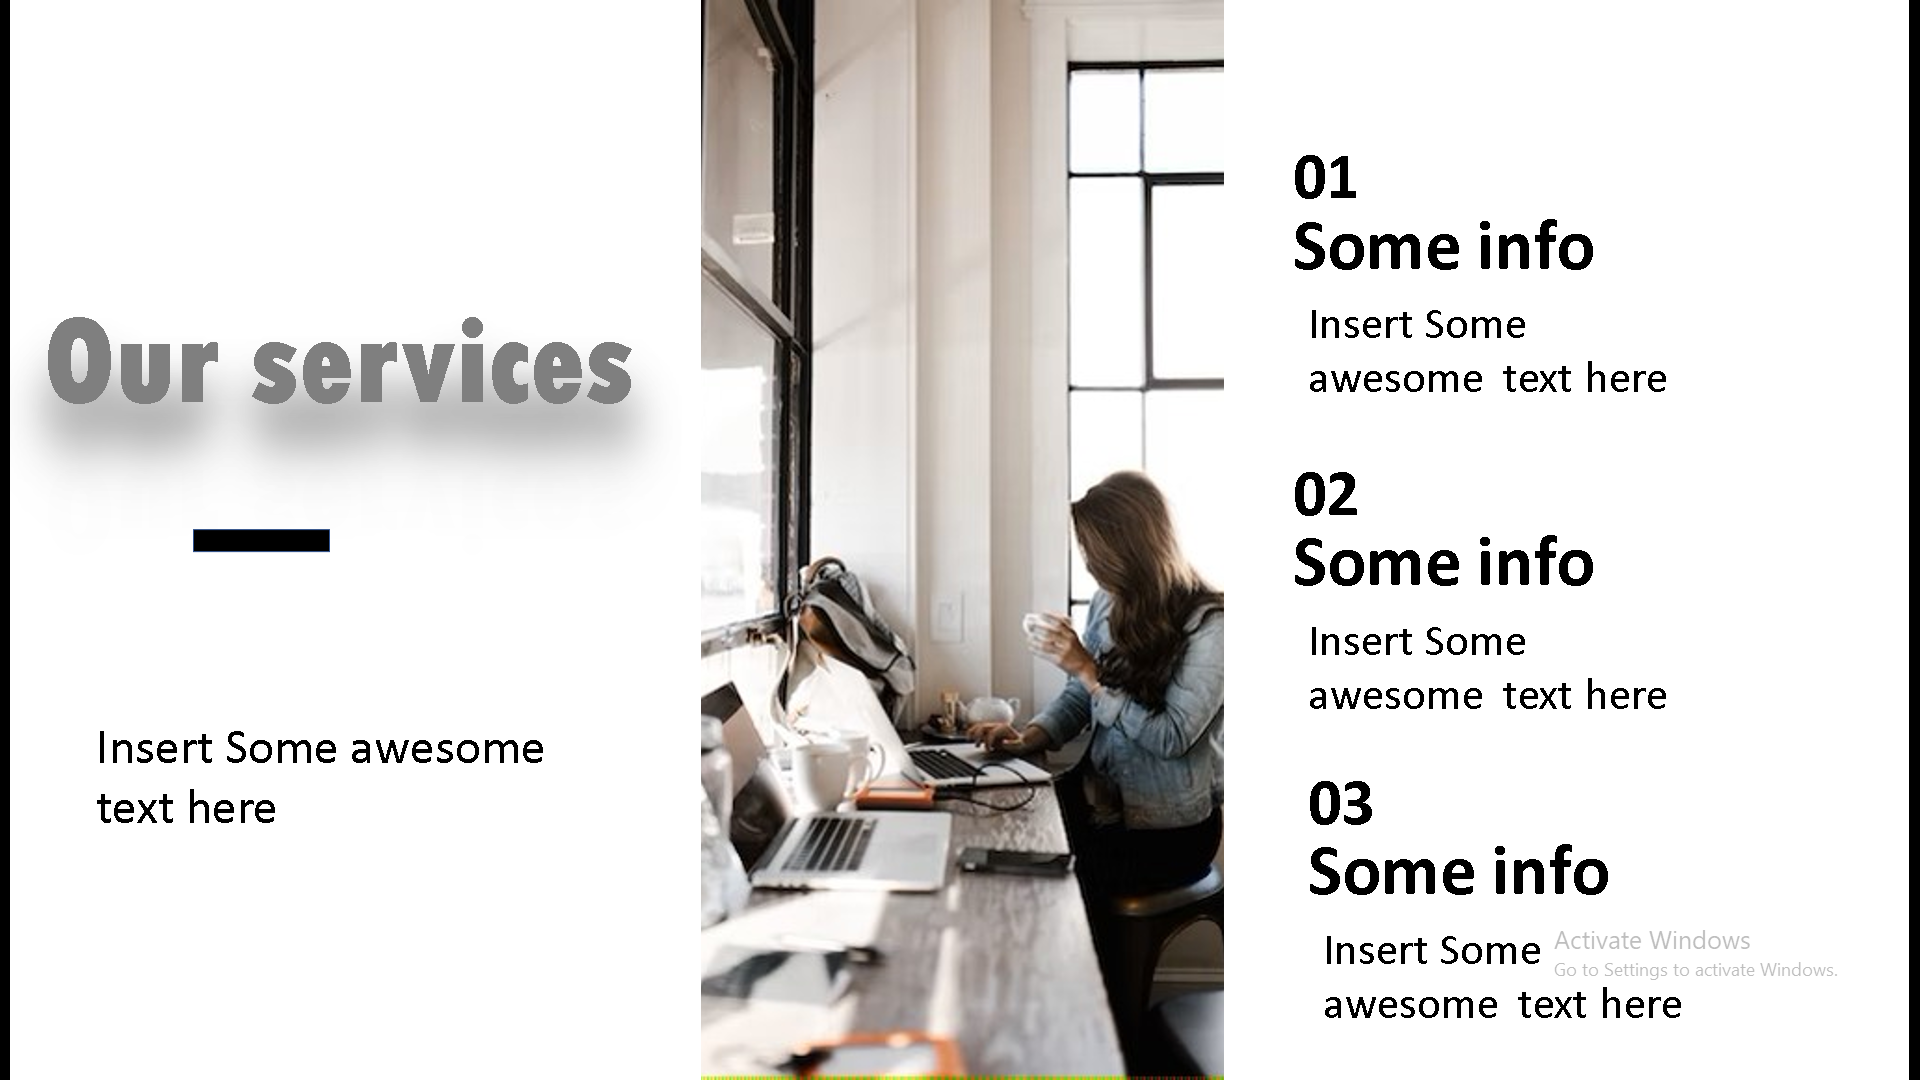 Our services
Insert Some awesome
text here
01
Some info
Insert Some
awesome  text here
02
Some info
Insert Some
awesome  text here
03
Some info
Insert Some
awesome  text here
Activate Windows
Go to Settings to activate Windows.